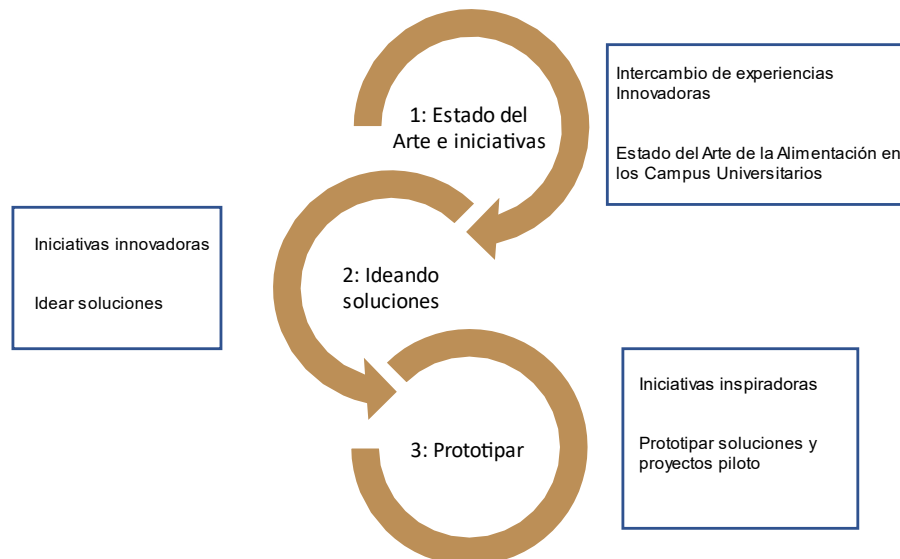 1: Estado del
Arte e iniciativas
Intercambio de experiencias
Innovadoras
Estado del Arte de la Alimentación en
los Campus Universitarios
2: Ideando
soluciones
Iniciativas innovadoras
Idear soluciones
3: Prototipar
Iniciativas inspiradoras
Prototipar soluciones y
proyectos piloto